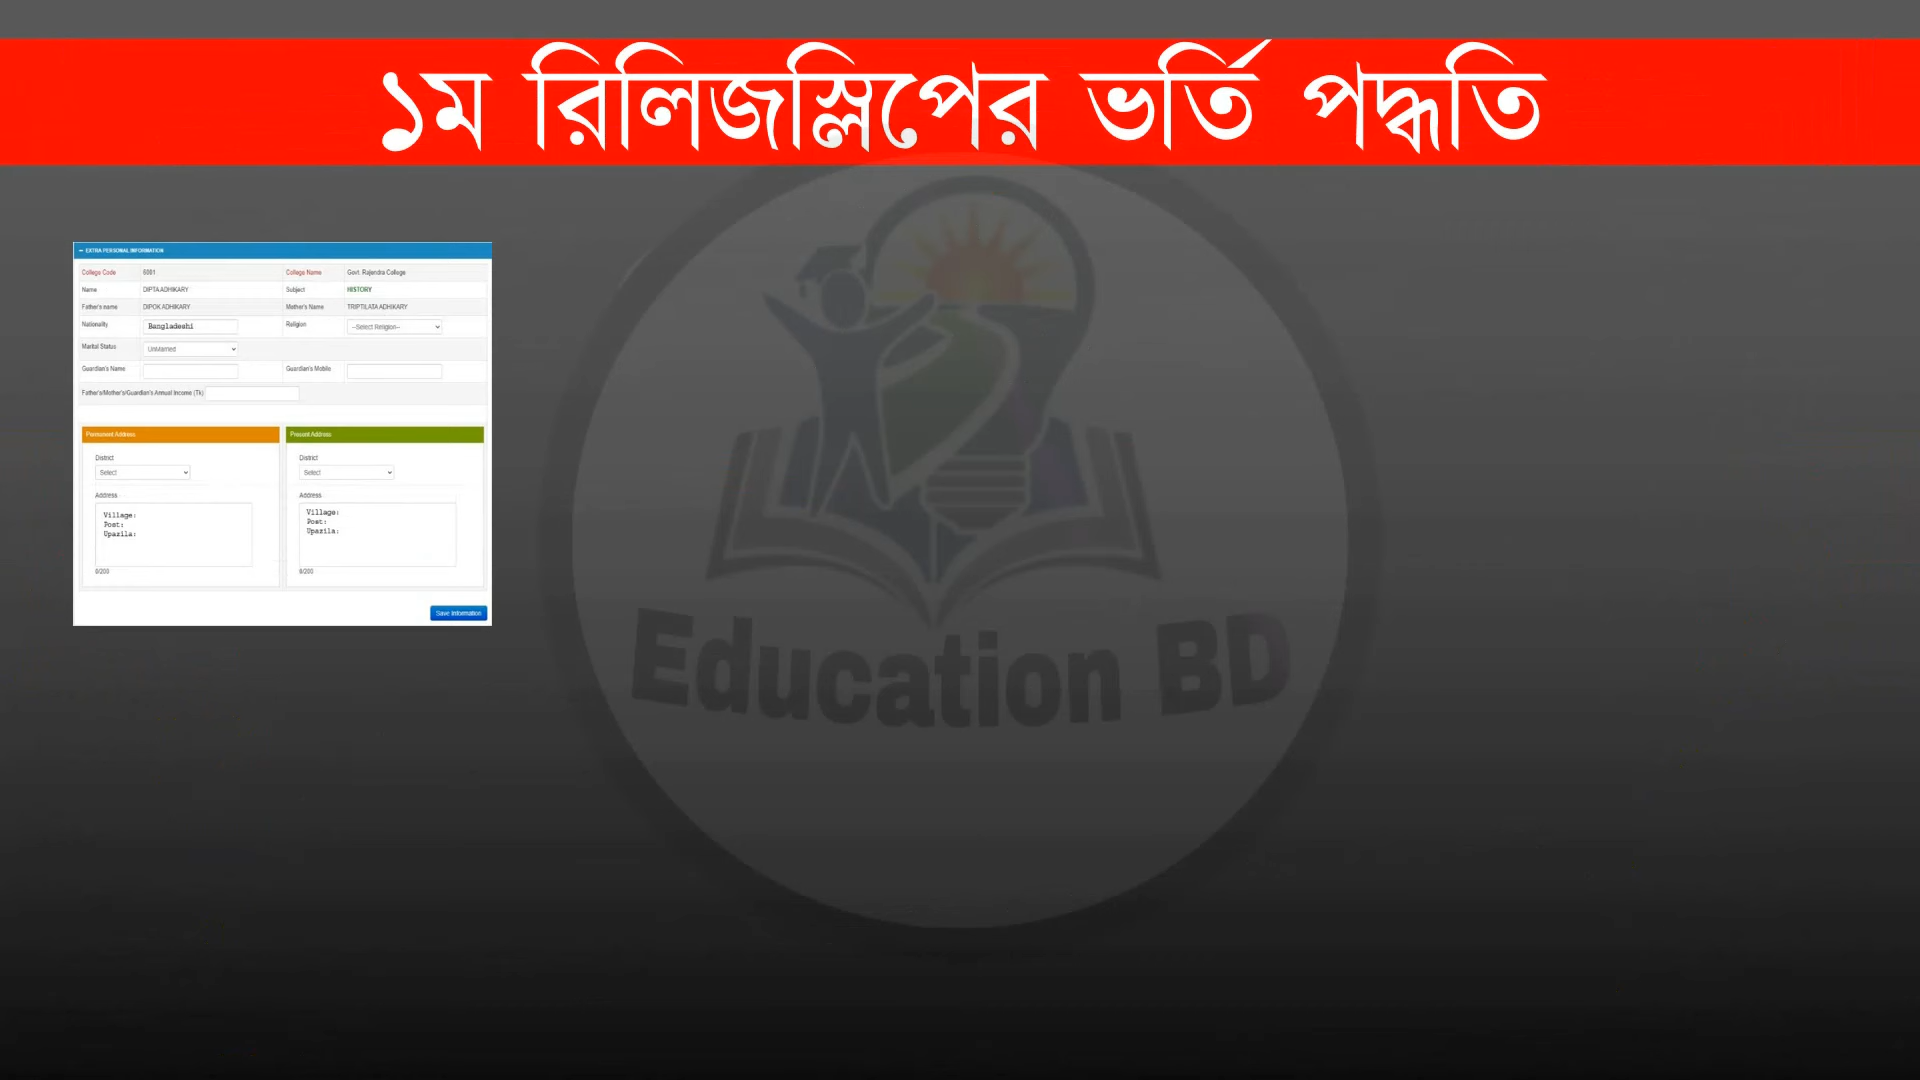 ১ম রিলিজস্লিপের ভর্তি পদ্ধতি
− EXTRA PERSONAL INFORMATION
College Code 6081 College Name Govt. Rajendra College
Name DIPTA ADHIKARY Subject HISTORY
Father's name DIPOK ADHIKARY Mother's Name TRIPTILATA ADHIKARY
Nationality Bangladeshi Religion --Select Religion--
Marital Status UnMarried
Guardian's Name Guardian's Mobile
Father's/Mother's/Guardian's Annual Income (Tk)
Permanent Address Present Address
District District
Select Select
Address Address
Village: Village:
Post: Post:
Upazila: Upazila:
0/200 0/200
Save Information
Education BD